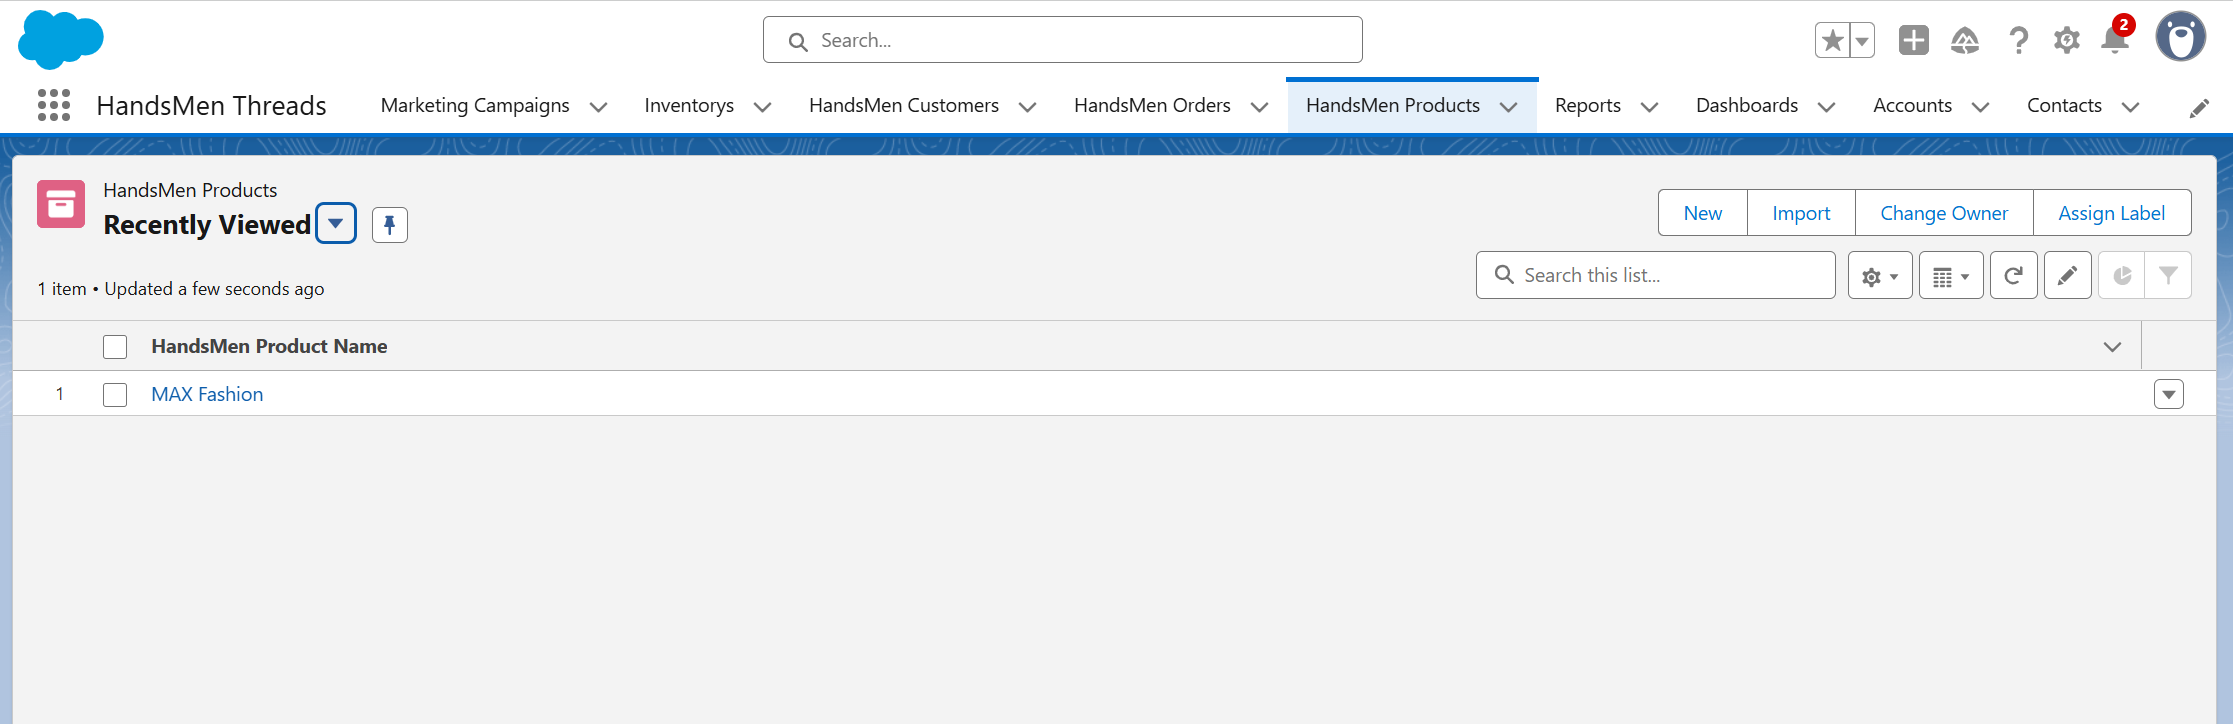 Search...
2
HandsMen Threads Marketing Campaigns Inventorys HandsMen Customers HandsMen Orders HandsMen Products Reports Dashboards Accounts Contacts
HandsMen Products
Recently Viewed
New Import Change Owner Assign Label
1 item • Updated a few seconds ago
Search this list...
HandsMen Product Name
1 MAX Fashion